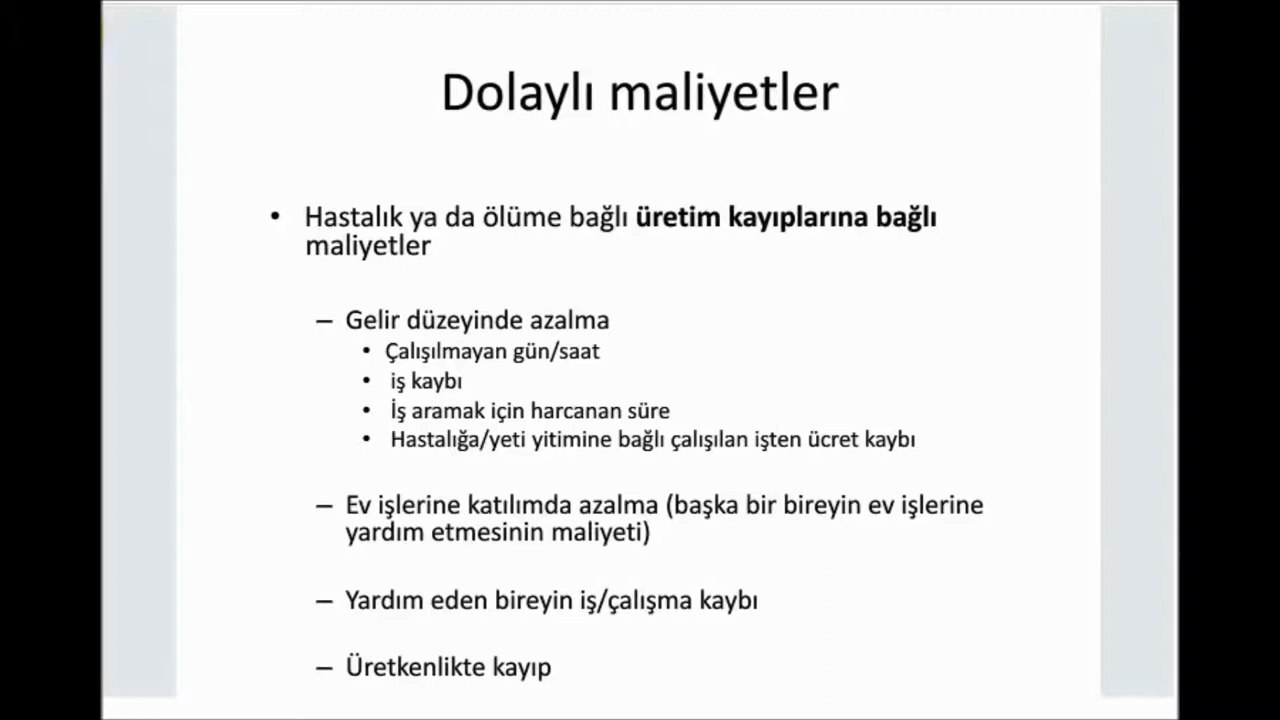 Dolaylı maliyetler
• Hastalık ya da ölüme bağlı üretim kayıplarına bağlı
maliyetler
– Gelir düzeyinde azalma
• Çalışılmayan gün/saat
• iş kaybı
• İş aramak için harcanan süre
• Hastalığa/yeti yitimine bağlı çalışılan işten ücret kaybı
– Ev işlerine katılımda azalma (başka bir bireyin ev işlerine
yardım etmesinin maliyeti)
– Yardım eden bireyin iş/çalışma kaybı
– Üretkenlikte kayıp